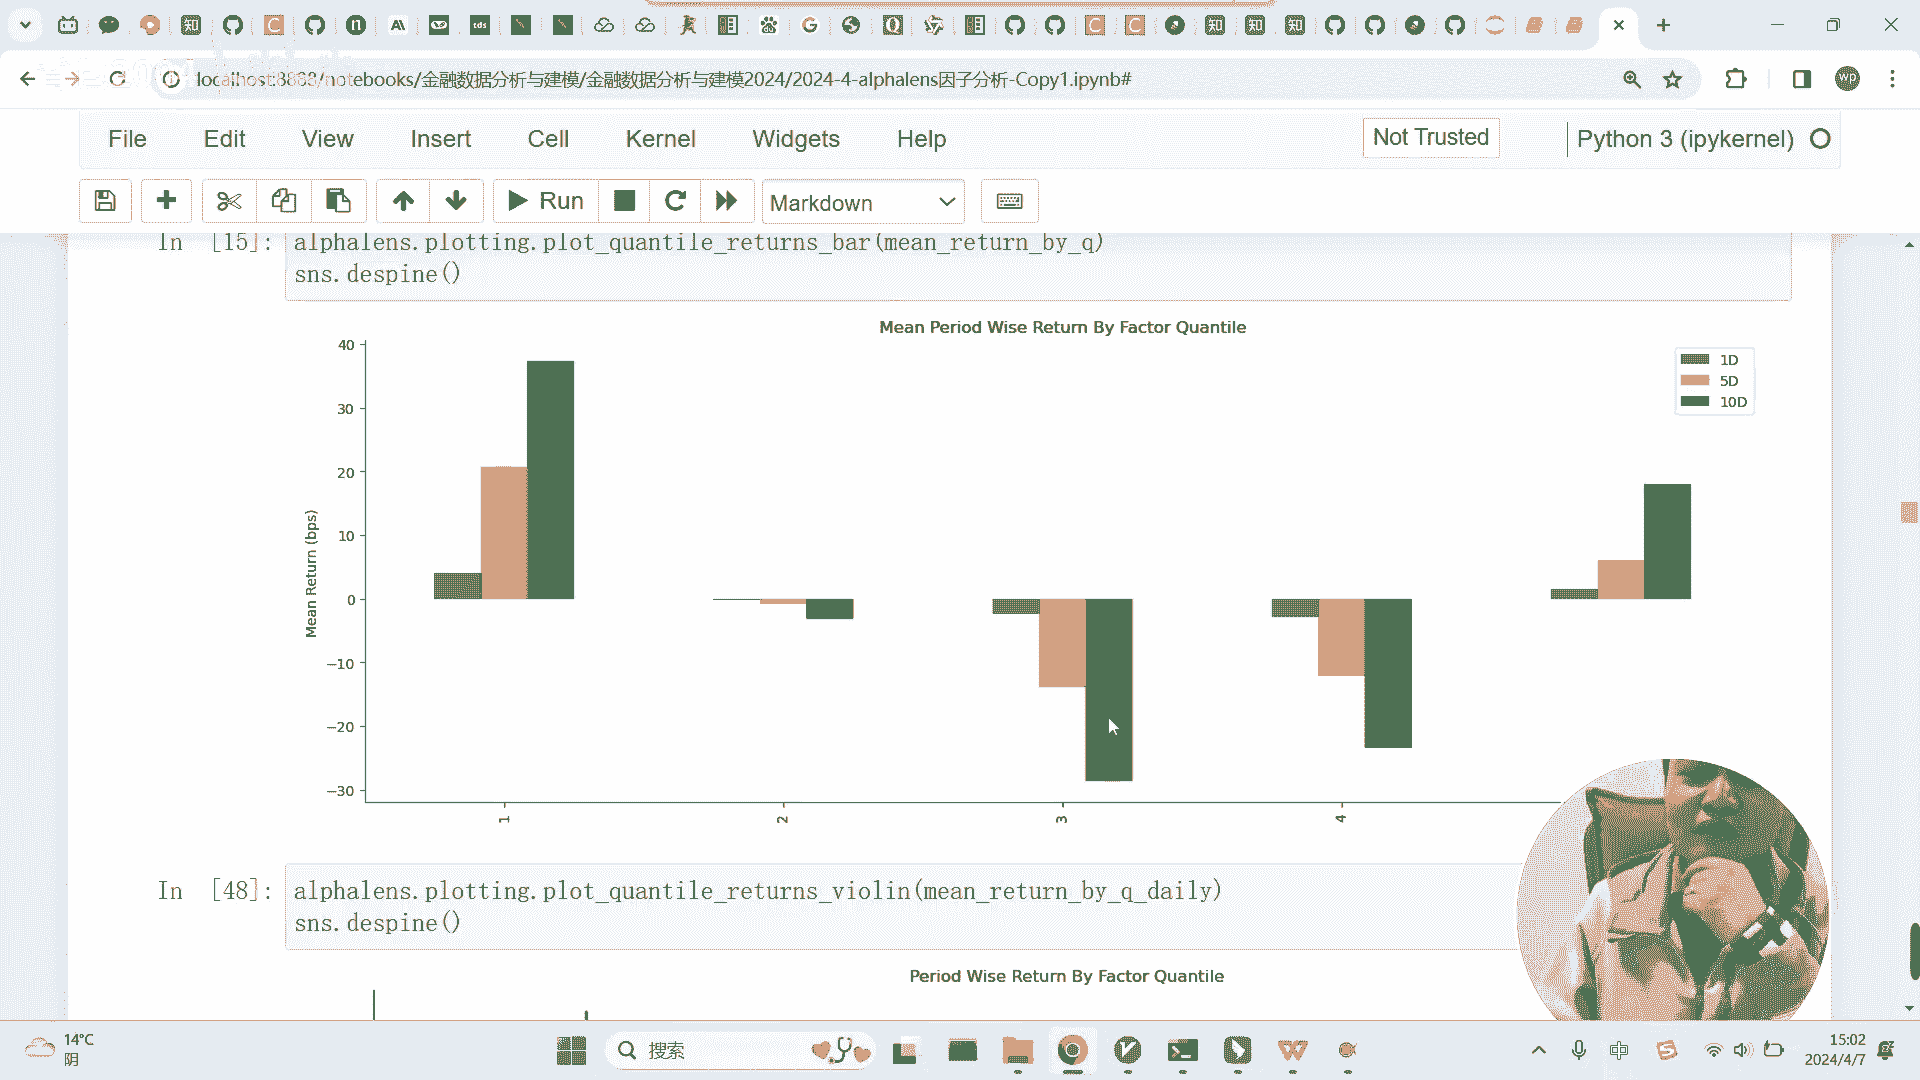 localhost:8888/notebooks/金融数据分析与建模/金融数据分析与建模2024/2024-4-alphalens因子分析-Copy1.ipynb#
wp
File Edit View Insert Cell Kernel Widgets Help
Not Trusted
Python 3 (ipykernel)
Run
Markdown
In [15]: alphalens.plotting.plot_quantile_returns_bar(mean_return_by_q)
sns.despine()
Mean Period Wise Return By Factor Quantile
1D
5D
10D
40
30
20
10
0
−10
−20
−30
Mean Return (bps)
1
2
3
4
In [48]: alphalens.plotting.plot_quantile_returns_violin(mean_return_by_q_daily)
sns.despine()
Period Wise Return By Factor Quantile
14°C
阴
搜索
中
15:02
2024/4/7